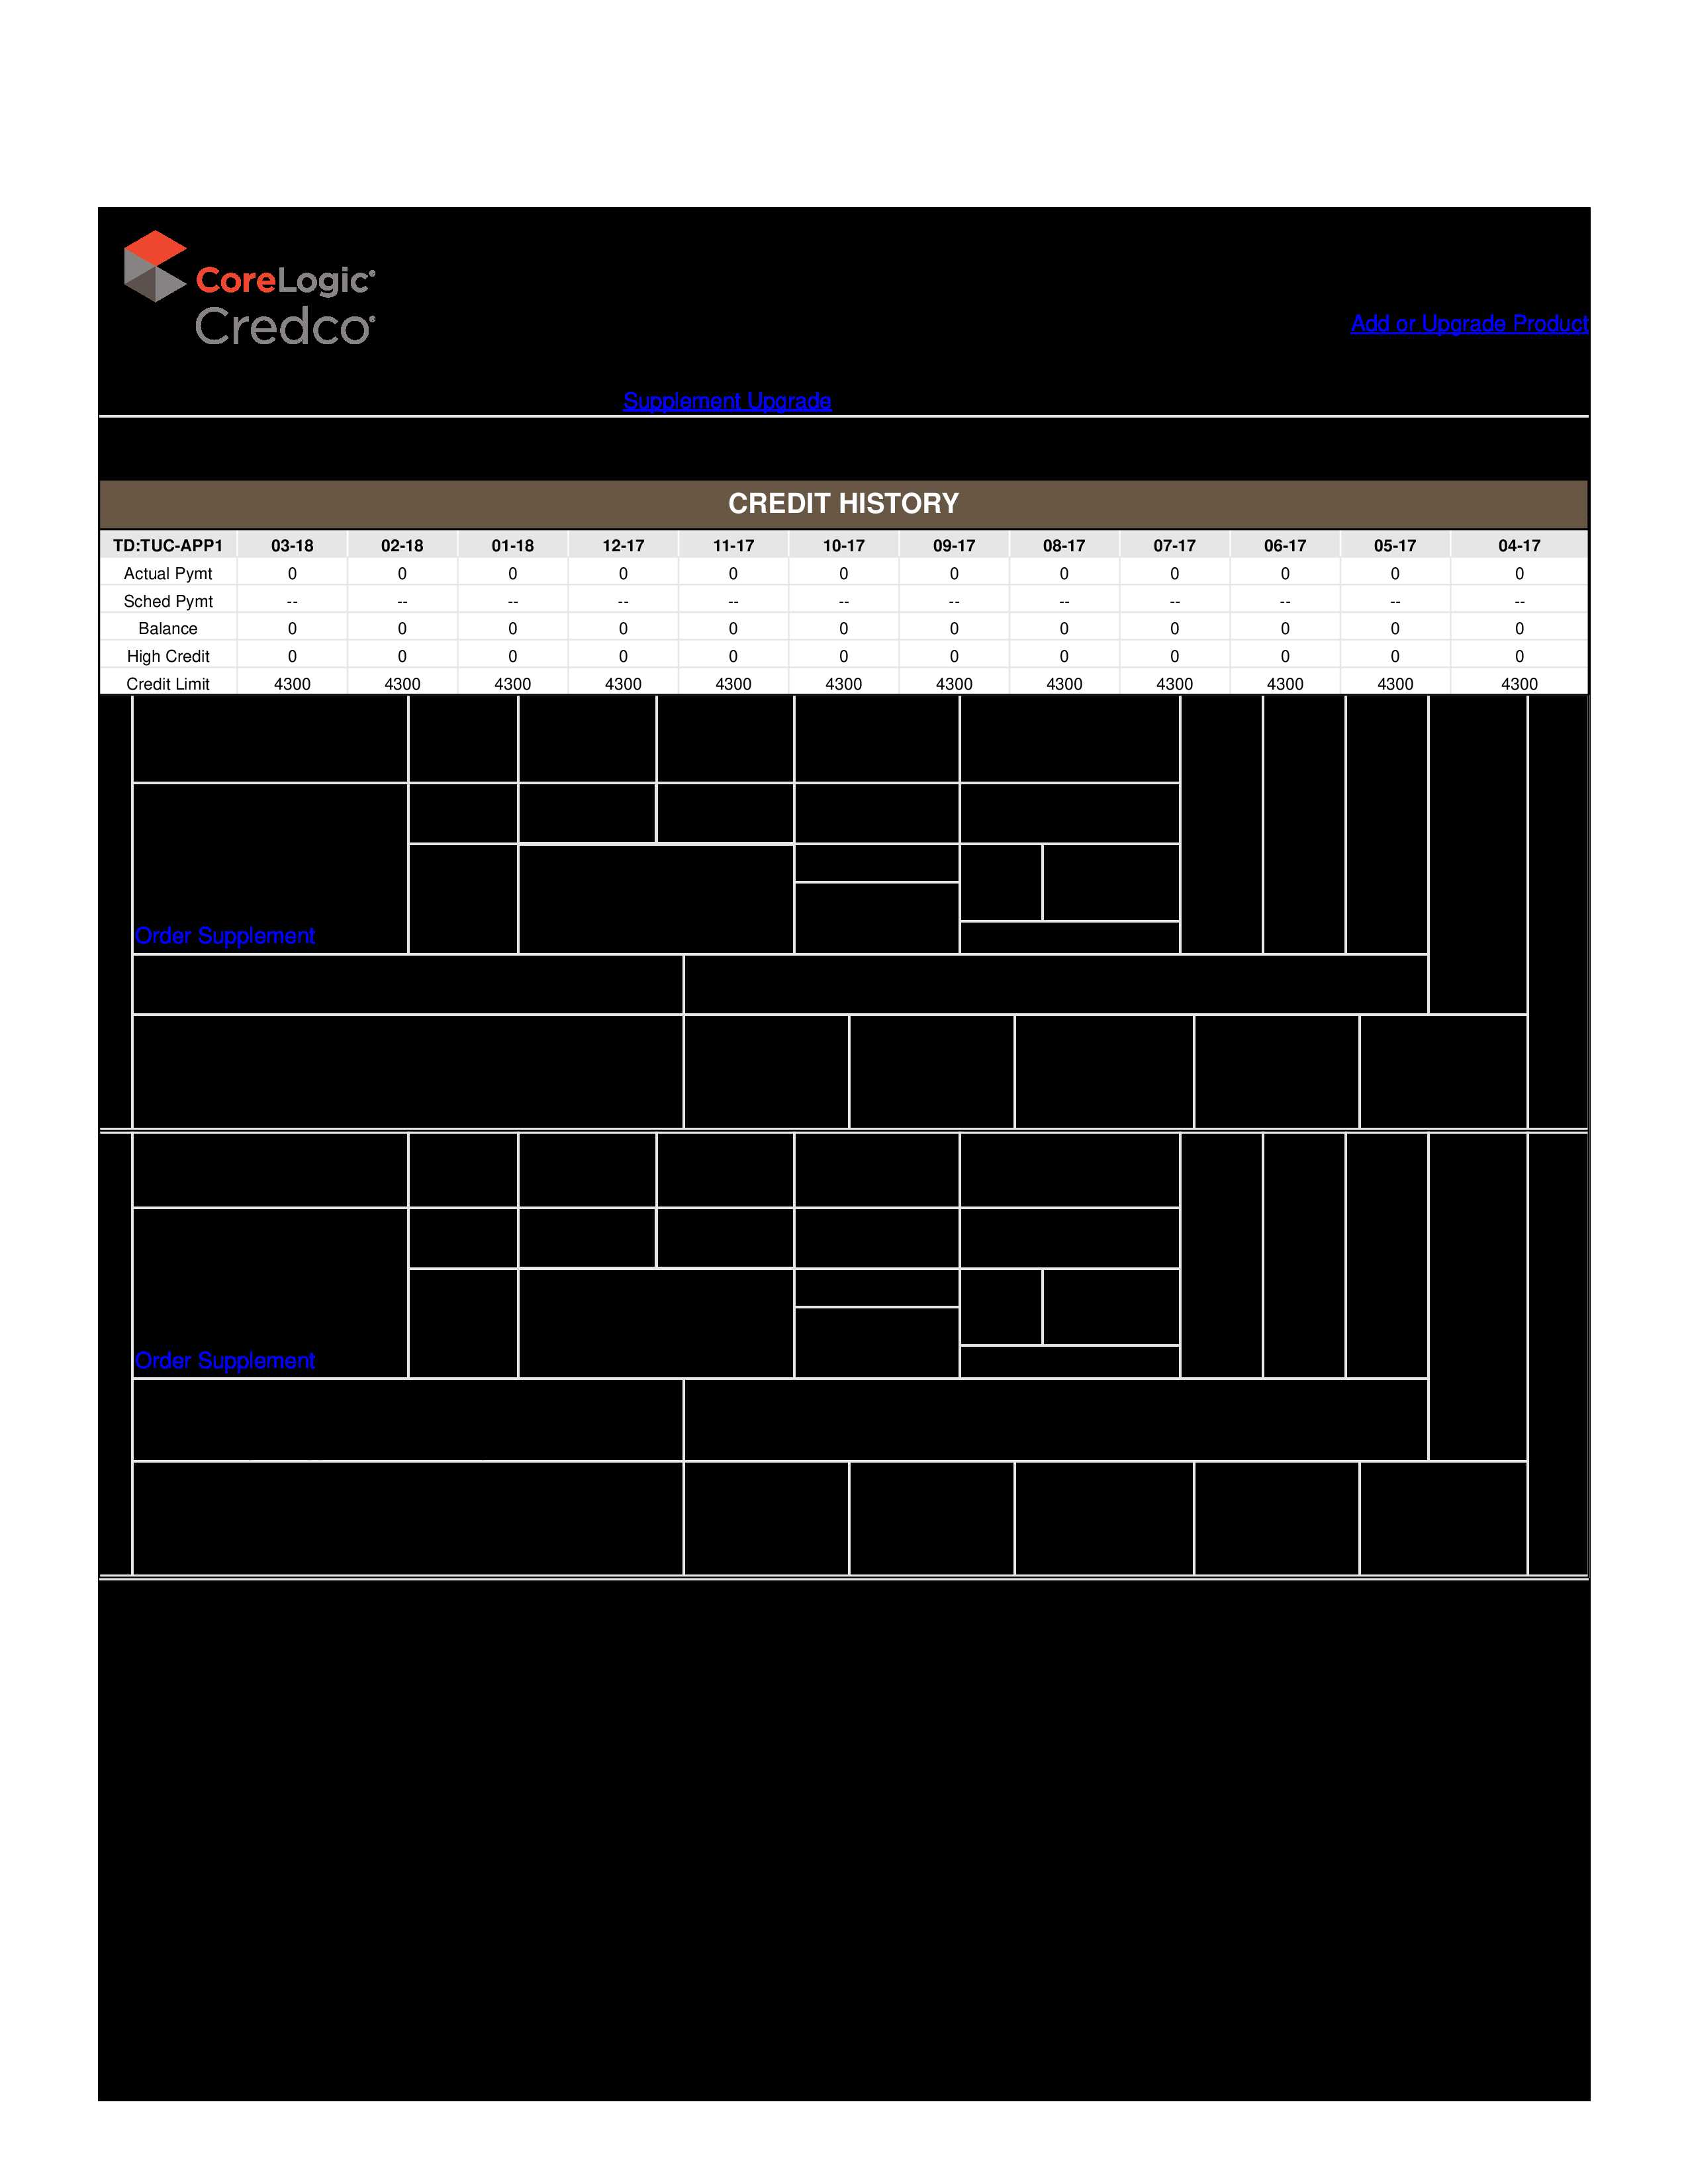 CoreLogic
Credco
Add or Upgrade Product
Supplement Upgrade
CREDIT HISTORY
TD:TUC-APP1 03-18 02-18 01-18 12-17 11-17 10-17 09-17 08-17 07-17 06-17 05-17 04-17
Actual Pymt 0 0 0 0 0 0 0 0 0 0 0 0
Sched Pymt -- -- -- -- -- -- -- -- -- -- -- --
Balance 0 0 0 0 0 0 0 0 0 0 0 0
High Credit 0 0 0 0 0 0 0 0 0 0 0 0
Credit Limit 4300 4300 4300 4300 4300 4300 4300 4300 4300 4300 4300 4300
Order Supplement
Order Supplement